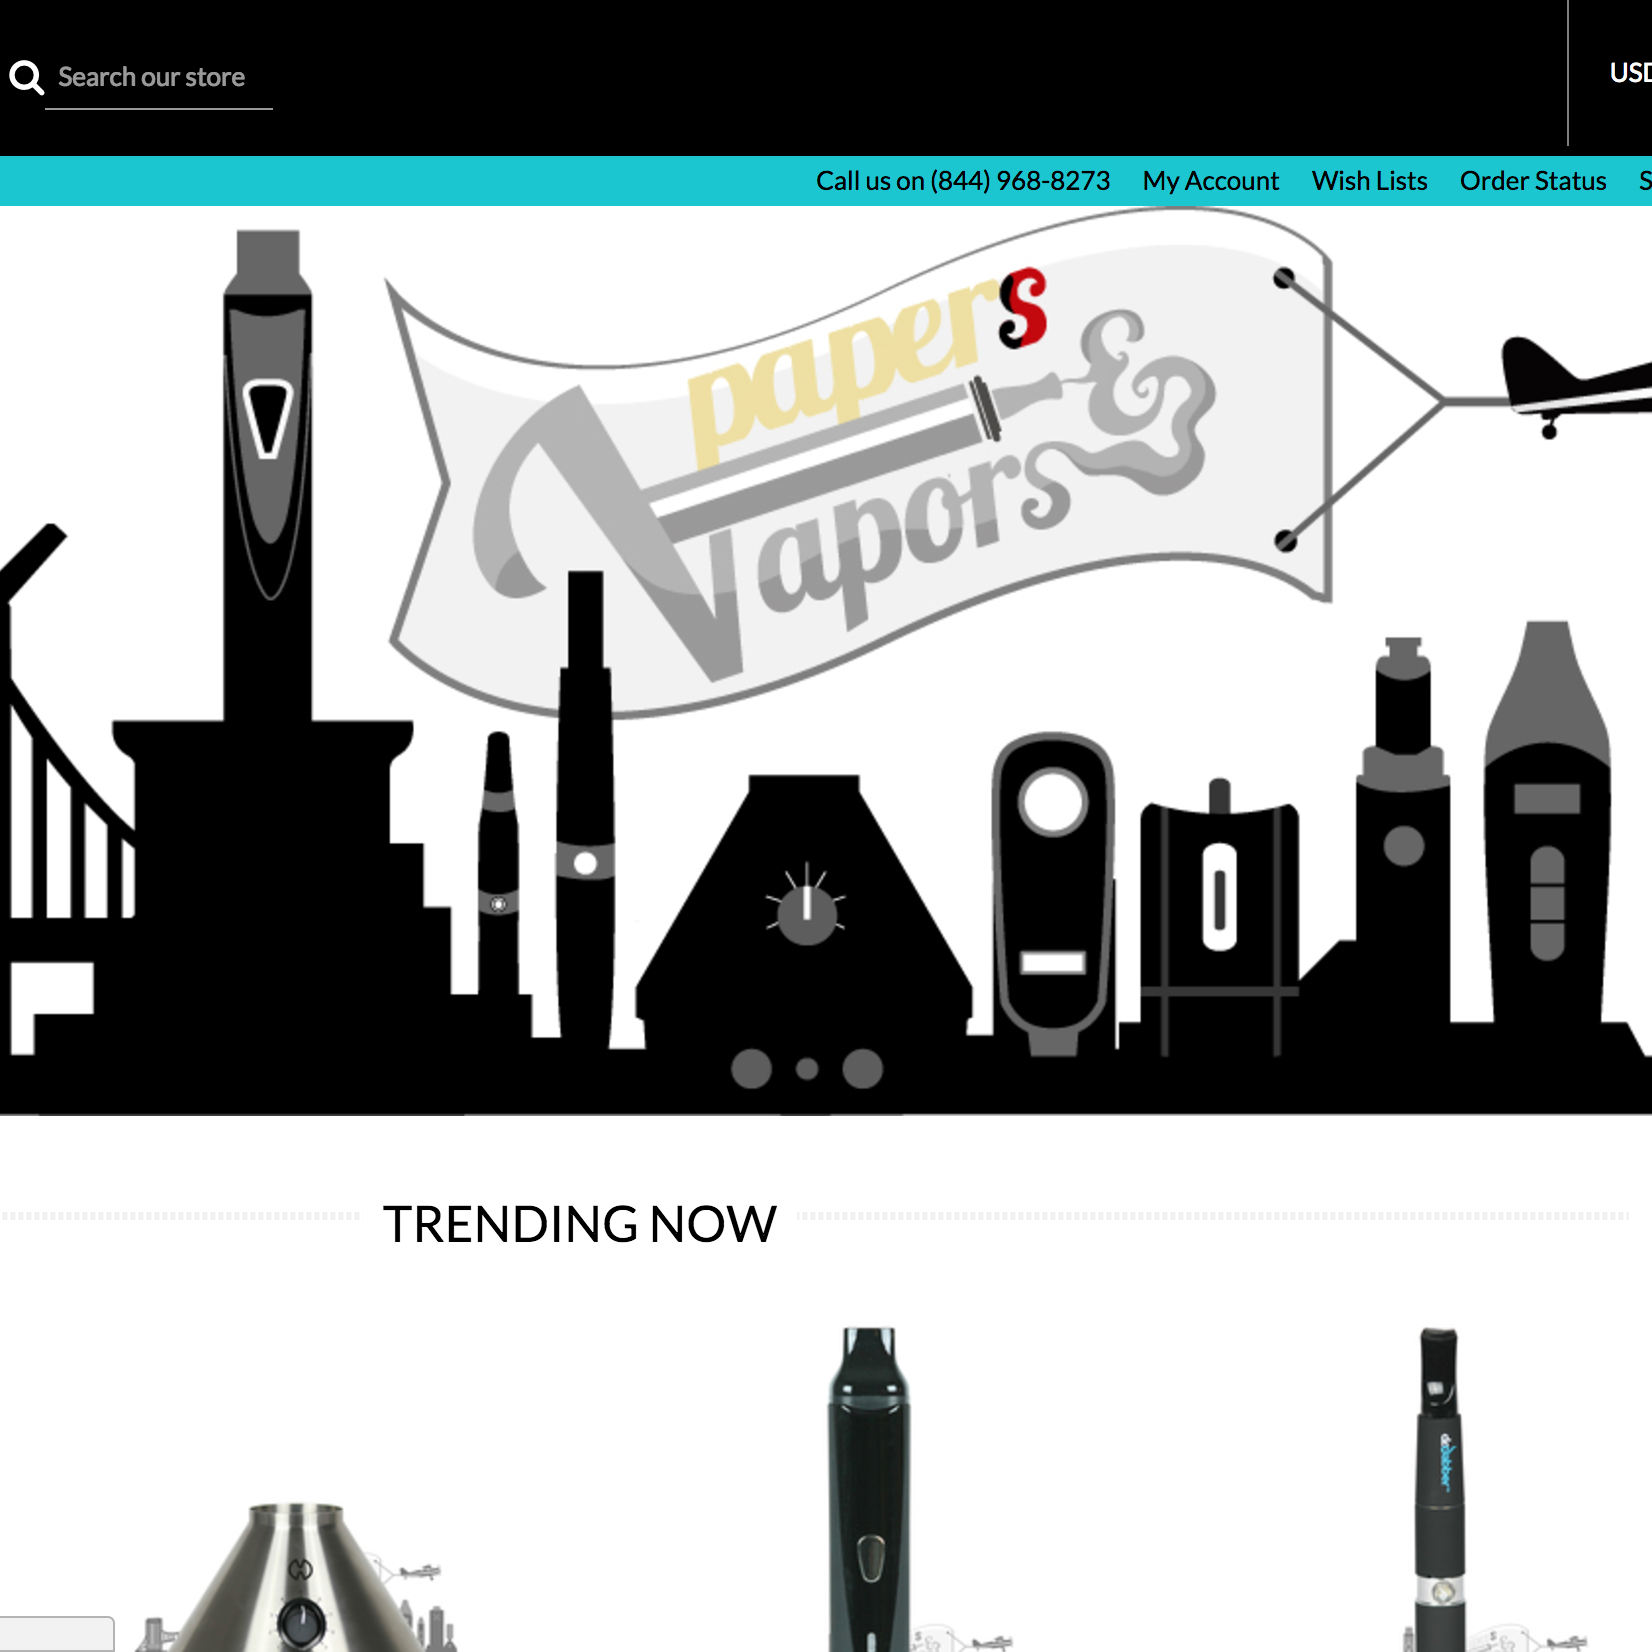 Search our store
USD
Call us on (844) 968-8273 My Account Wish Lists Order Status S
papers
&
Vapors
TRENDING NOW